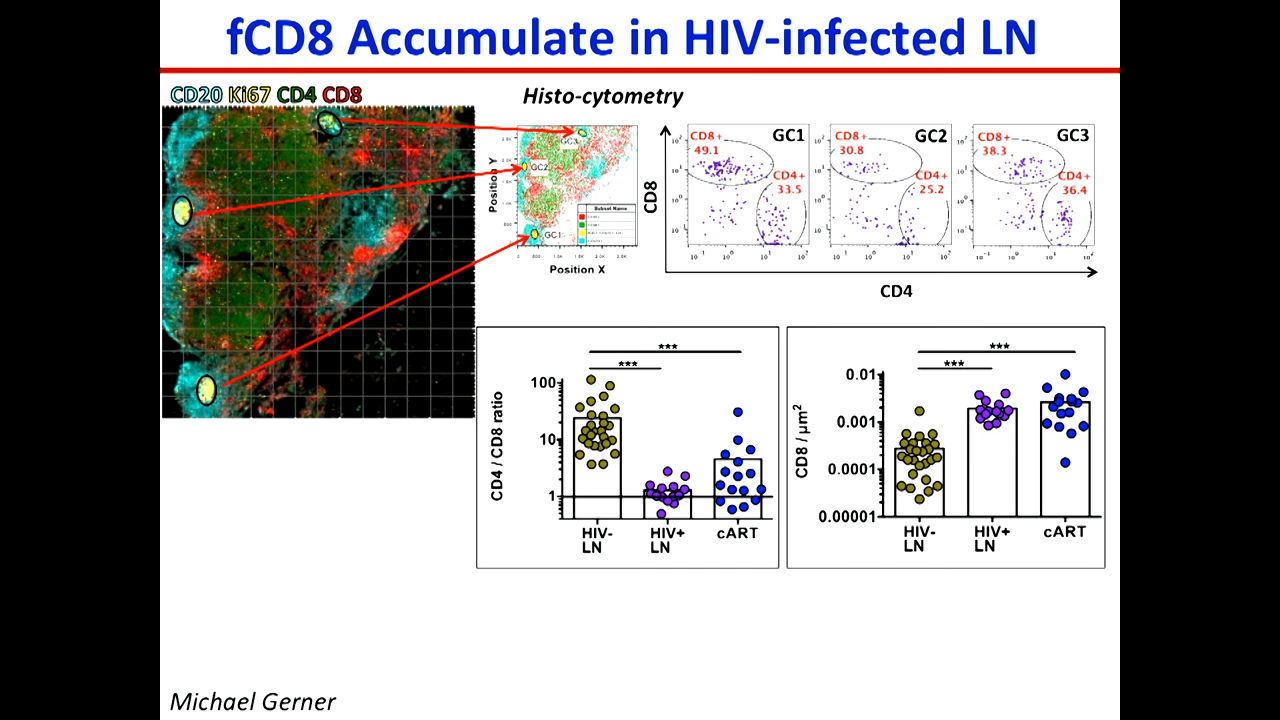 fCD8 Accumulate in HIV-infected LN
CD20 Ki67 CD4 CD8
Histo-cytometry
GC3
GC2
GC1
Position Y
Position X
Subset Name
CD8
GC1
CD8+
49.1
CD4+
33.5
GC2
CD8+
30.8
CD4+
25.2
GC3
CD8+
38.3
CD4+
36.4
CD4
CD4 / CD8 ratio
***
***
100
10
1
HIV-
LN
HIV+
LN
cART
CD8 / µm²
***
***
0.01
0.001
0.0001
0.00001
HIV-
LN
HIV+
LN
cART
Michael Gerner